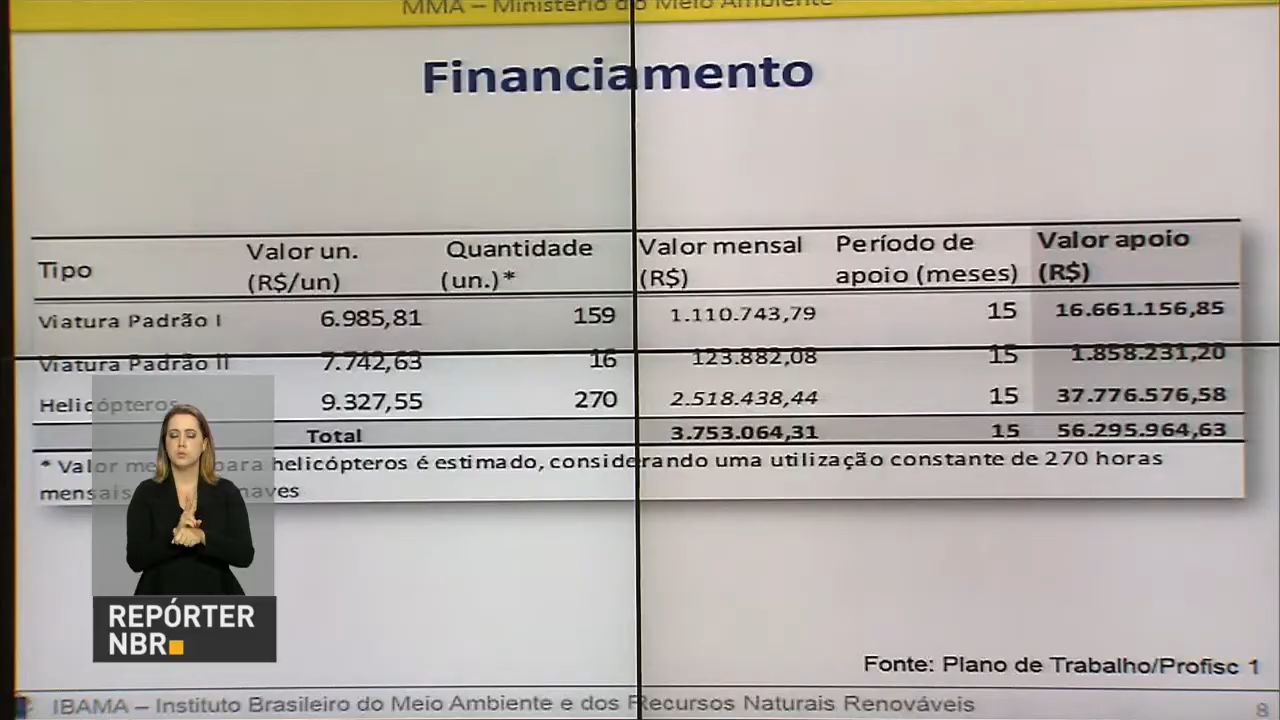 MMA – Ministério do Meio Ambiente
Financiamento
Tipo Valor un. (R$/un) Quantidade (un.)* Valor mensal (R$) Período de apoio (meses) Valor apoio (R$)
Viatura Padrão I 6.985,81 159 1.110.743,79 15 16.661.156,85
Viatura Padrão II 7.742,63 16 123.882,08 15 1.858.231,20
Helicópteros 9.327,55 270 2.518.438,44 15 37.776.576,58
Total 3.753.064,31 15 56.295.964,63
* Valor para helicópteros é estimado, considerando uma utilização constante de 270 horas
mensais
REPÓRTER
NBR
Fonte: Plano de Trabalho/Profisc 1
IBAMA – Instituto Brasileiro do Meio Ambiente e dos Recursos Naturais Renováveis 8